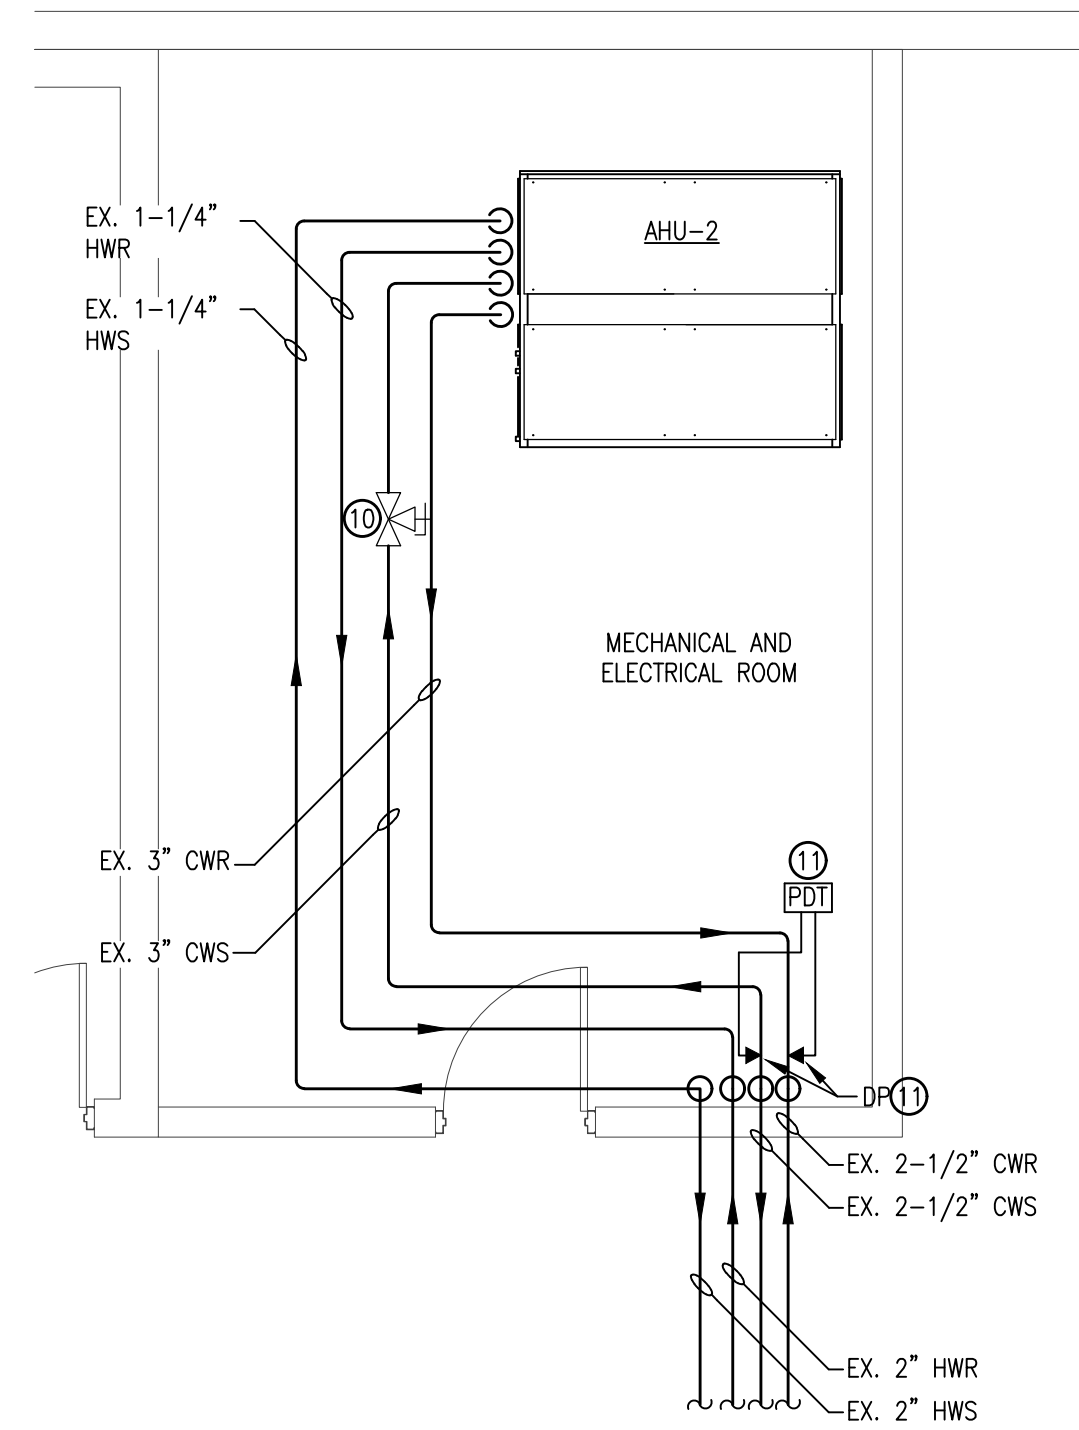 EX. 1-1/4”
HWR
AHU-2
EX. 1-1/4”
HWS
10
MECHANICAL AND
ELECTRICAL ROOM
EX. 3” CWR
11
PDT
EX. 3” CWS
DP 11
EX. 2-1/2” CWR
EX. 2-1/2” CWS
EX. 2” HWR
EX. 2” HWS